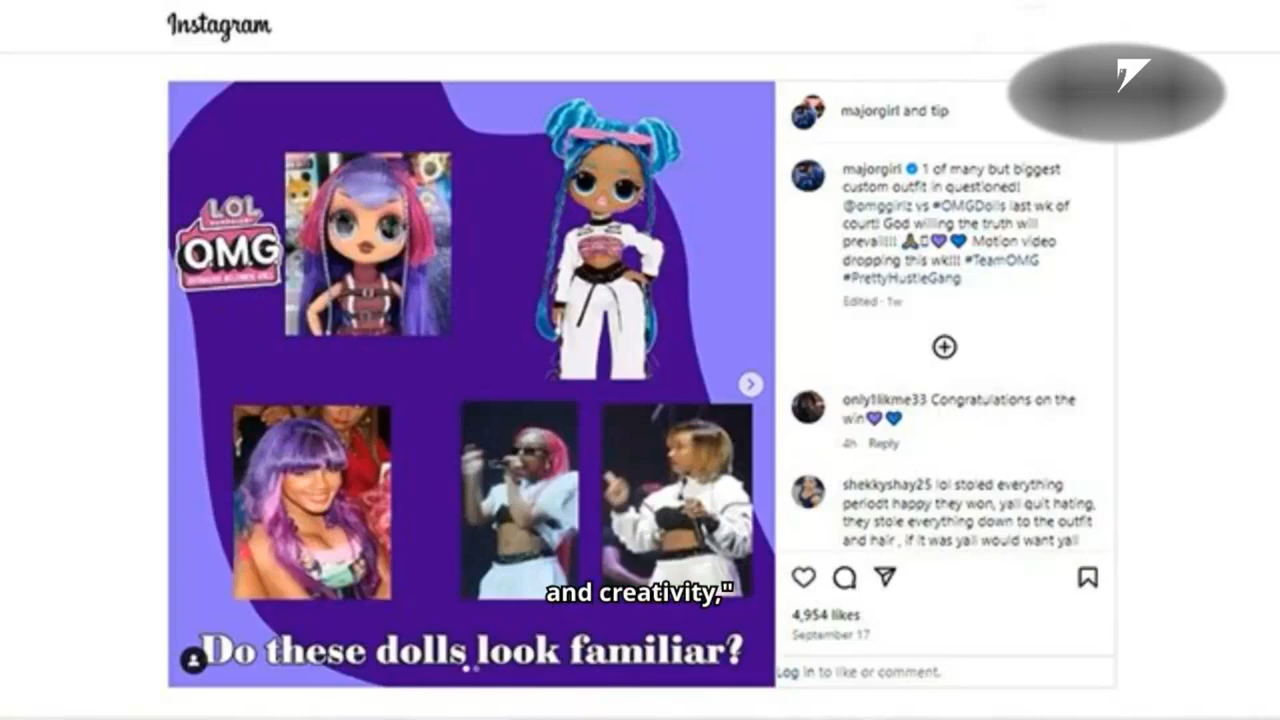 Instagram
LOL
SURPRISE!
O.M.G
majorgirl and tip
majorgirl 1 of many but biggest
custom outfit in questioned!
@omggirlz vs #OMGDolls last wk of
court! God willing the truth will
prevail!!! 🙏🏾💜💙 Motion video
dropping this wk!!! #TeamOMG
#PrettyHustleGang
Edited · 1w
only1likme33 Congratulations on the
win💜💙
4h Reply
shekkyshay25 lol stoled everything
periodt happy they won, yall quit hating,
they stole everything down to the outfit
and hair , if it was yall would want yall
and creativity,"
4,954 likes
September 17
Do these dolls look familiar?
Log in to like or comment.